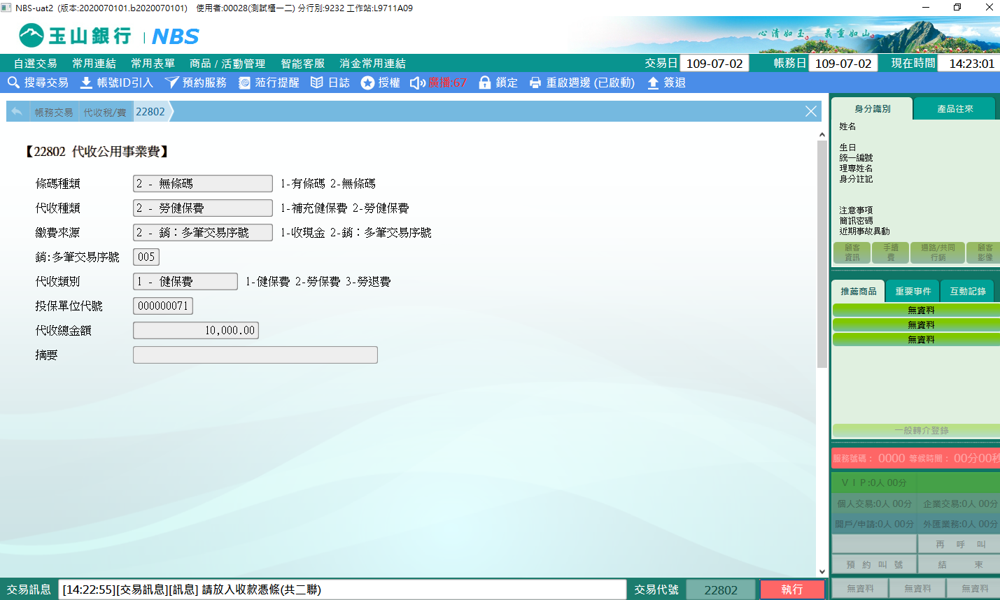 NBS-uat2 (版本:2020070101.b2020070101) 使用者:00028(測試櫃一二) 分行別:9232 工作站:L9711A09
玉山銀行 | NBS
心清如玉。義重如山。
自選交易 常用連結 常用表單 商品 / 活動管理 智能客服 消金常用連結 交易日 109-07-02 帳務日 109-07-02 現在時間 14:23:01
搜尋交易 帳號ID引入 預約服務 蒞行提醒 日誌 授權 廣播:67 鎖定 重啟週邊 (已啟動) 簽退
帳務交易 代收稅/費 22802
【22802 代收公用事業費】
條碼種類 2 - 無條碼 1-有條碼 2-無條碼
代收種類 2 - 勞健保費 1-補充健保費 2-勞健保費
繳費來源 2 - 銷：多筆交易序號 1-收現金 2-銷：多筆交易序號
銷:多筆交易序號 005
代收類別 1 - 健保費 1-健保費 2-勞保費 3-勞退費
投保單位代號 000000071
代收總金額 10,000.00
摘要
身分識別 產品往來
姓名
生日
統一編號
理專姓名
身分註記
注意事項
簡訊密碼
近期事故異動
顧客資訊 手續費 通路/共同行銷 顧客影像
推薦商品 重要事件 互動記錄
無資料
無資料
無資料
一般轉介登錄
服務號碼： 0000 等候時間： 00分00秒
ＶＩＰ:0人 00分
個人交易:0人 00分 企業交易:0人 00分
開戶/申請:0人 00分 外匯業務:0人 00分
再 呼 叫
預 約 叫 號 結 束
無資料 無資料 無資料
交易訊息 [14:22:55][交易訊息][訊息] 請放入收款憑條(共二聯) 交易代號 22802 執行